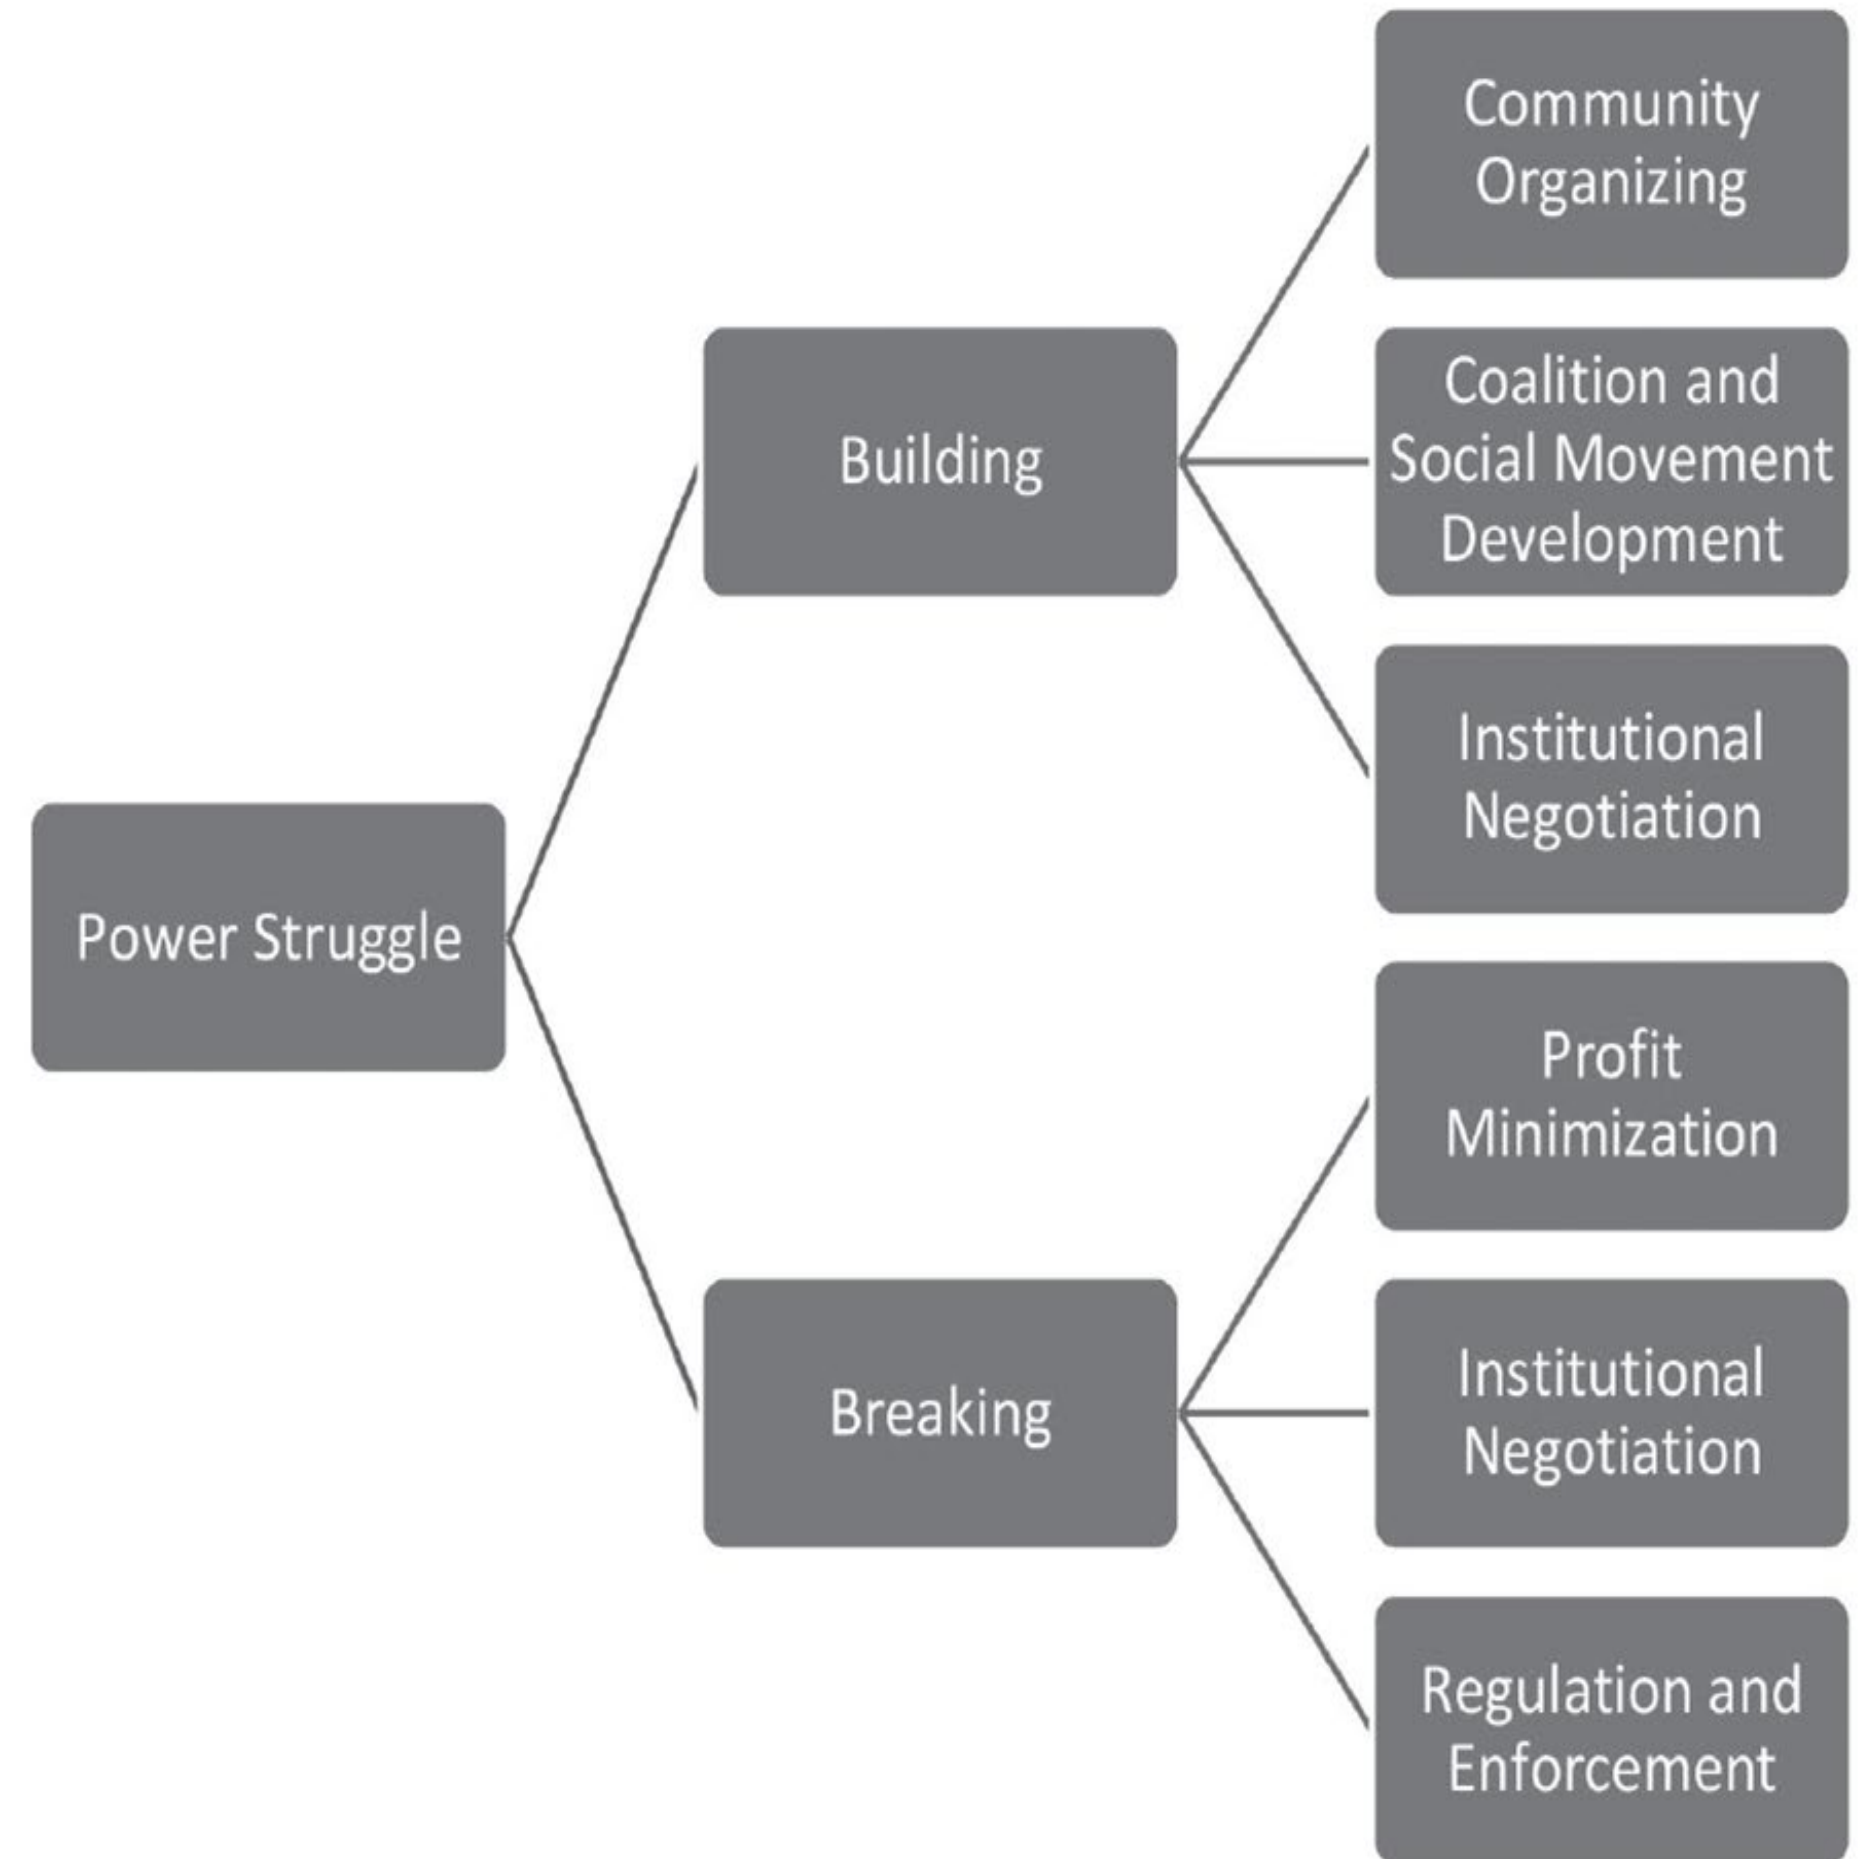 Power Struggle
Building
Community
Organizing
Coalition and
Social Movement
Development
Institutional
Negotiation
Breaking
Profit
Minimization
Institutional
Negotiation
Regulation and
Enforcement